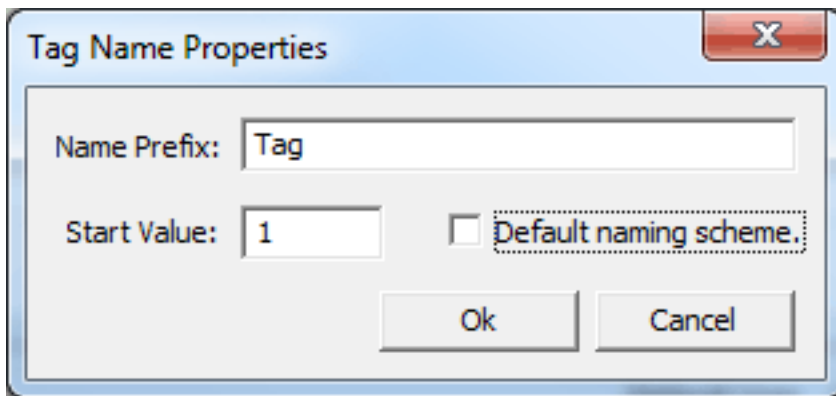 Tag Name Properties
Name Prefix: Tag
Start Value: 1 Default naming scheme.
Ok Cancel